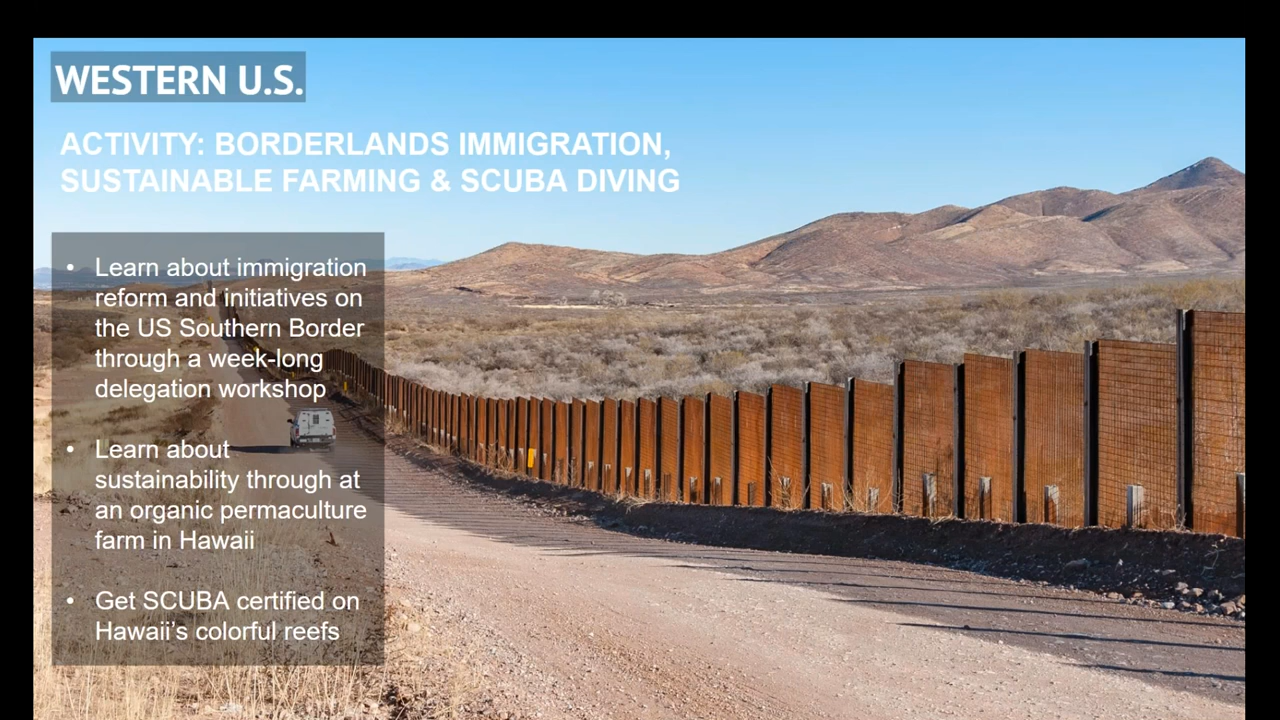 WESTERN U.S.
ACTIVITY: BORDERLANDS IMMIGRATION,
SUSTAINABLE FARMING & SCUBA DIVING
• Learn about immigration
reform and initiatives on
the US Southern Border
through a week-long
delegation workshop
• Learn about
sustainability through at
an organic permaculture
farm in Hawaii
• Get SCUBA certified on
Hawaii’s colorful reefs